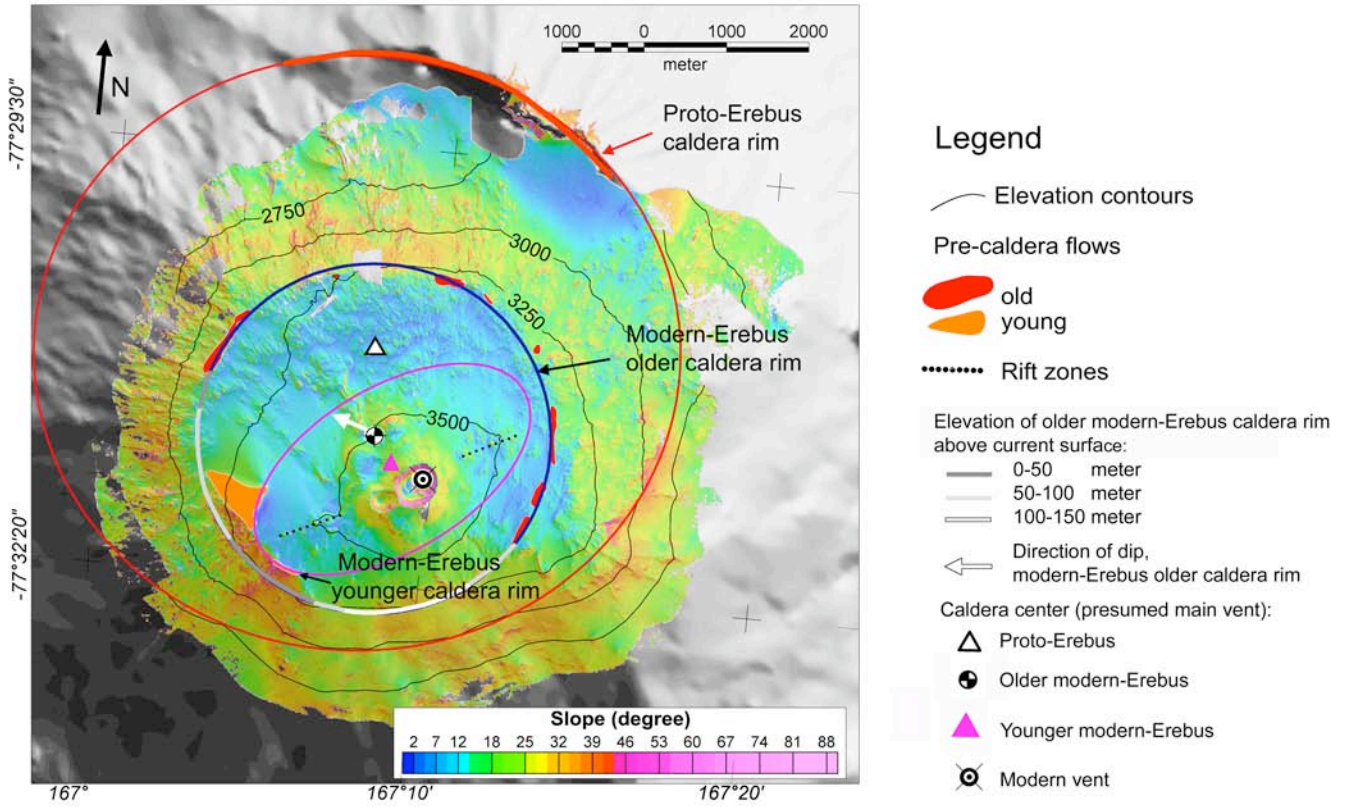 1000 0 1000 2000
meter
N
-77°29'30"
Proto-Erebus
caldera rim
2750
3000
3250
Modern-Erebus
older caldera rim
3500
-77°32'20"
Modern-Erebus
younger caldera rim
Slope (degree)
2 7 12 18 25 32 39 46 53 60 67 74 81 88
167° 167°10' 167°20'
Legend
Elevation contours
Pre-caldera flows
old
young
Rift zones
Elevation of older modern-Erebus caldera rim
above current surface:
0-50 meter
50-100 meter
100-150 meter
Direction of dip,
modern-Erebus older caldera rim
Caldera center (presumed main vent):
Proto-Erebus
Older modern-Erebus
Younger modern-Erebus
Modern vent